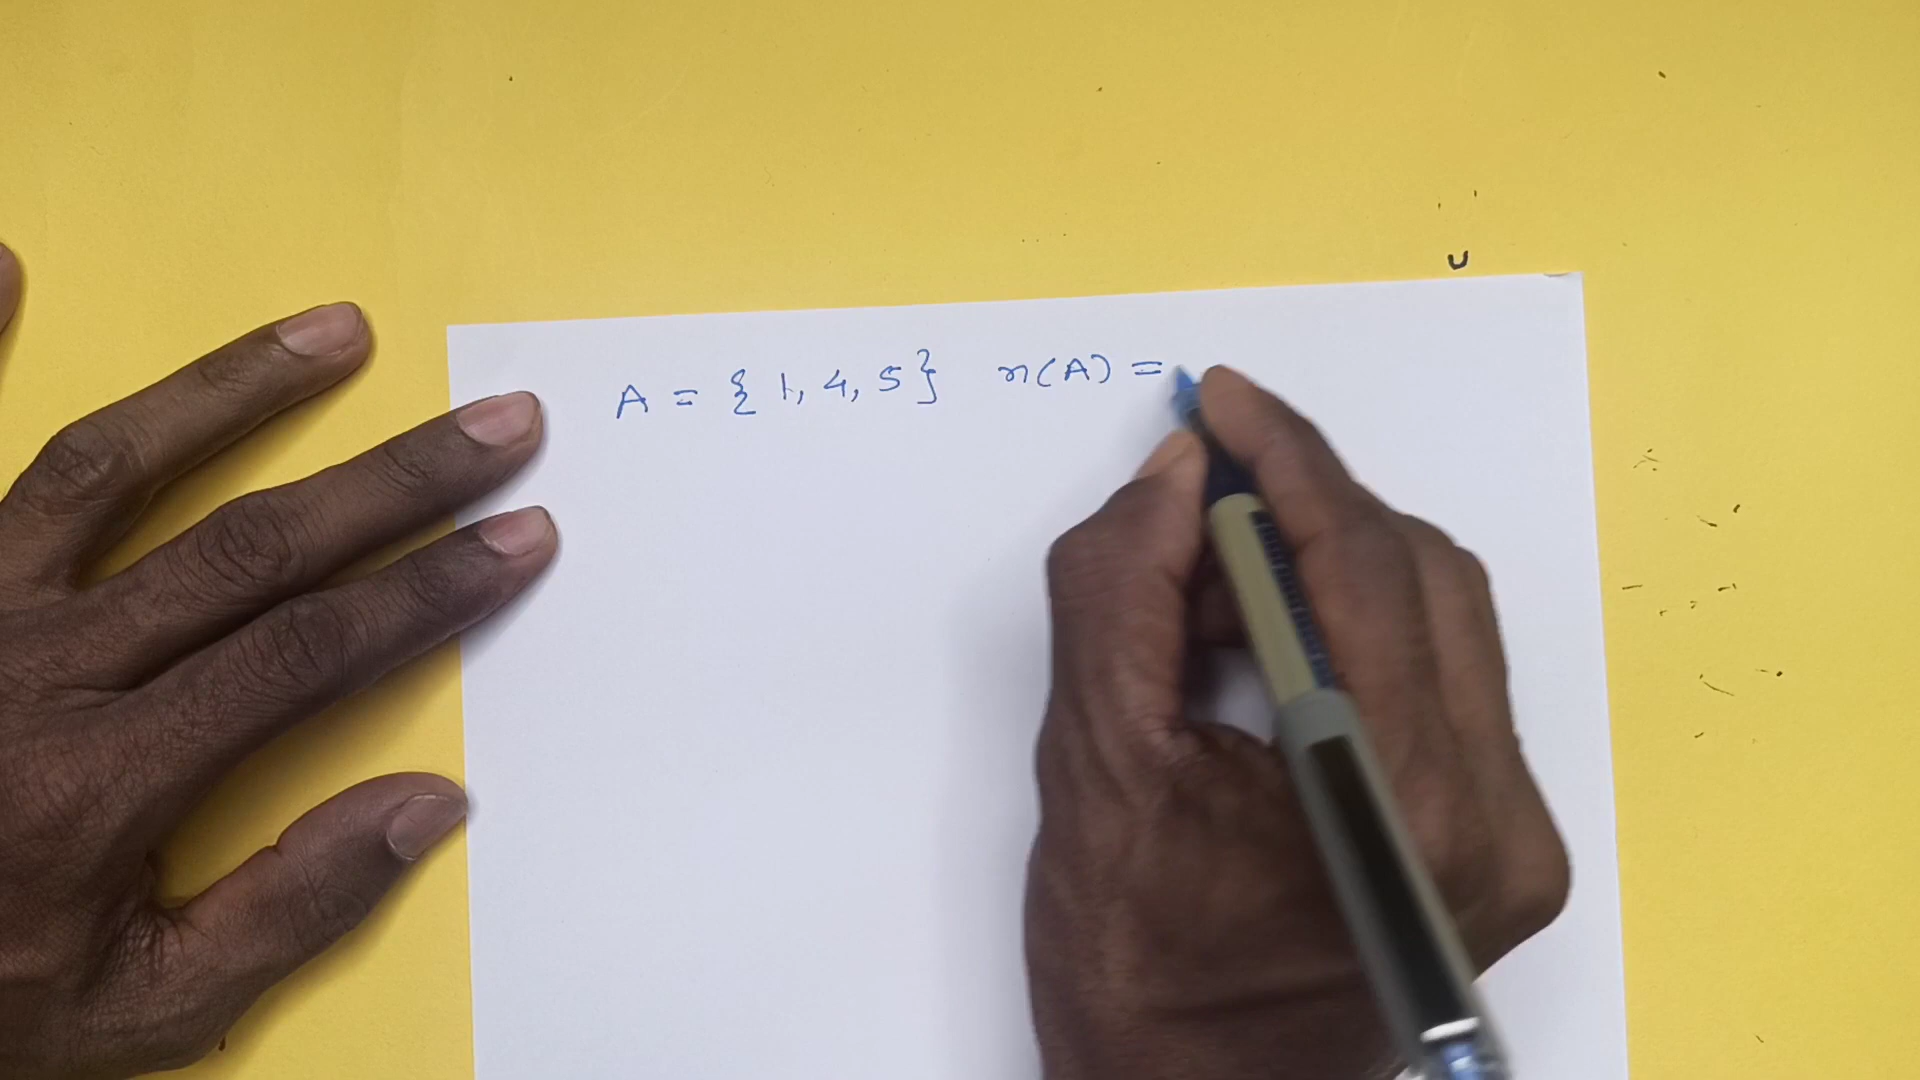 A = { 1, 4, 5 } n(A) =